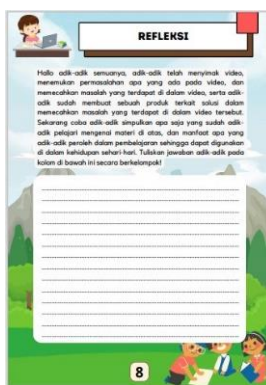 REFLEKSI
Hallo adik-adik semuanya, adik-adik telah menyimak video,
menemukan permasalahan apa yang ada pada video, dan
memecahkan masalah yang terdapat di dalam video, serta adik-
adik sudah membuat sebuah produk terkait solusi dalam
memecahkan masalah yang terdapat di dalam video tersebut.
Sekarang coba adik-adik simpulkan apa saja yang sudah adik-
adik pelajari mengenai materi di atas, dan manfaat apa yang
adik-adik peroleh dalam pembelajaran sehingga dapat digunakan
di dalam kehidupan sehari-hari. Tuliskan jawaban adik-adik pada
kolom di bawah ini secara berkelompok!
8